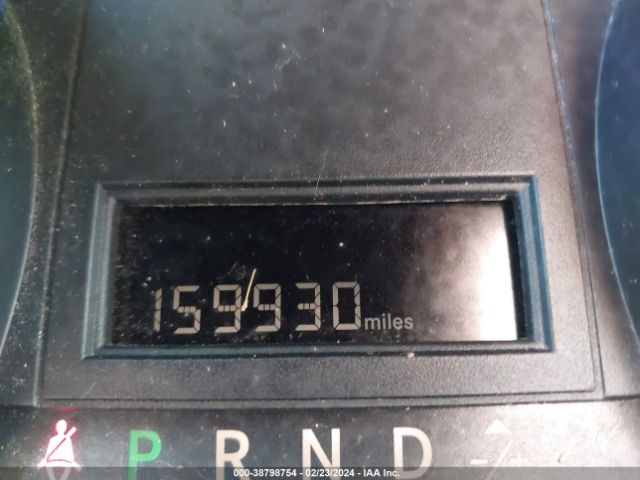 159930 miles
P R N D -/+
000-38798754 - 02/23/2024 - IAA Inc.